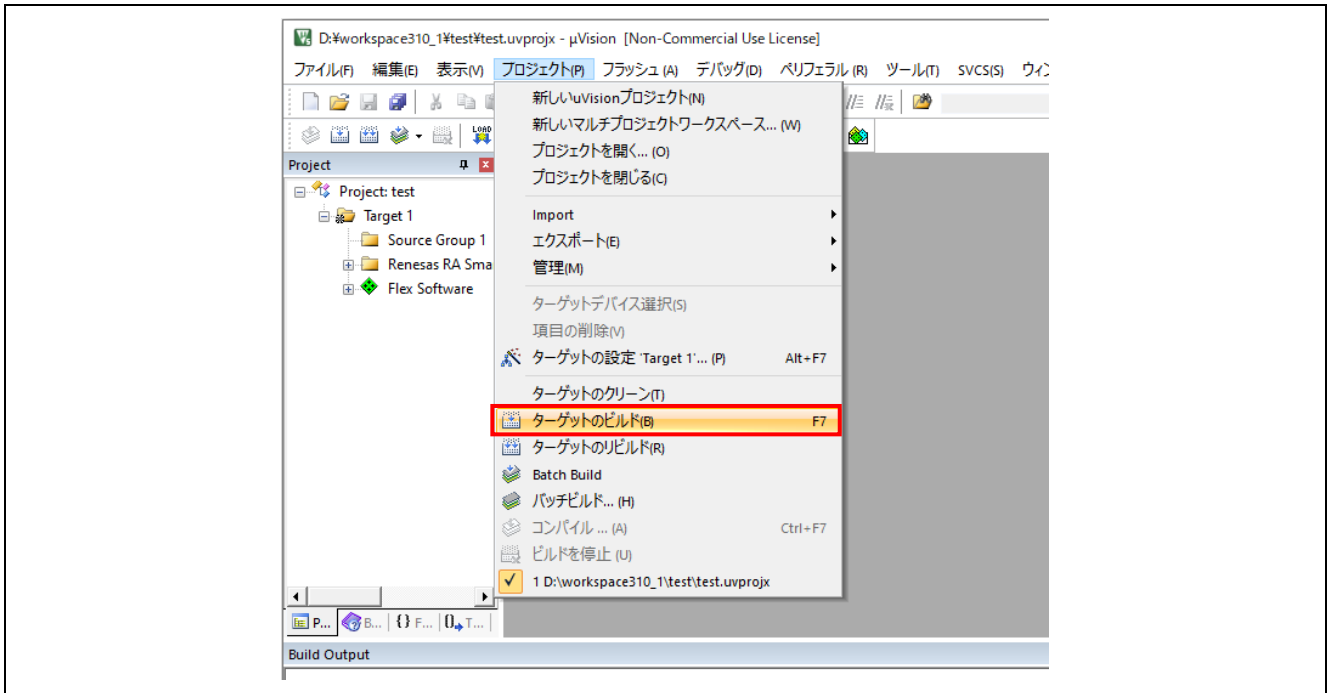 D:¥workspace310_1¥test¥test.uvprojx - µVision [Non-Commercial Use License]
ファイル(F) 編集(E) 表示(V) プロジェクト(P) フラッシュ (A) デバッグ(D) ペリフェラル (R) ツール(T) SVCS(S) ウィン
LOAD
Project
Project: test
Target 1
Source Group 1
Renesas RA Sma
Flex Software
新しいuVisionプロジェクト(N)
新しいマルチプロジェクトワークスペース... (W)
プロジェクトを開く... (O)
プロジェクトを閉じる(C)
Import
エクスポート(E)
管理(M)
ターゲットデバイス選択(S)
項目の削除(V)
ターゲットの設定 'Target 1'... (P) Alt+F7
ターゲットのクリーン(T)
ターゲットのビルド(B) F7
ターゲットのリビルド(R)
Batch Build
バッチビルド... (H)
コンパイル ... (A) Ctrl+F7
ビルドを停止 (U)
1 D:\workspace310_1\test\test.uvprojx
P... B... {} F... 0 T...
Build Output